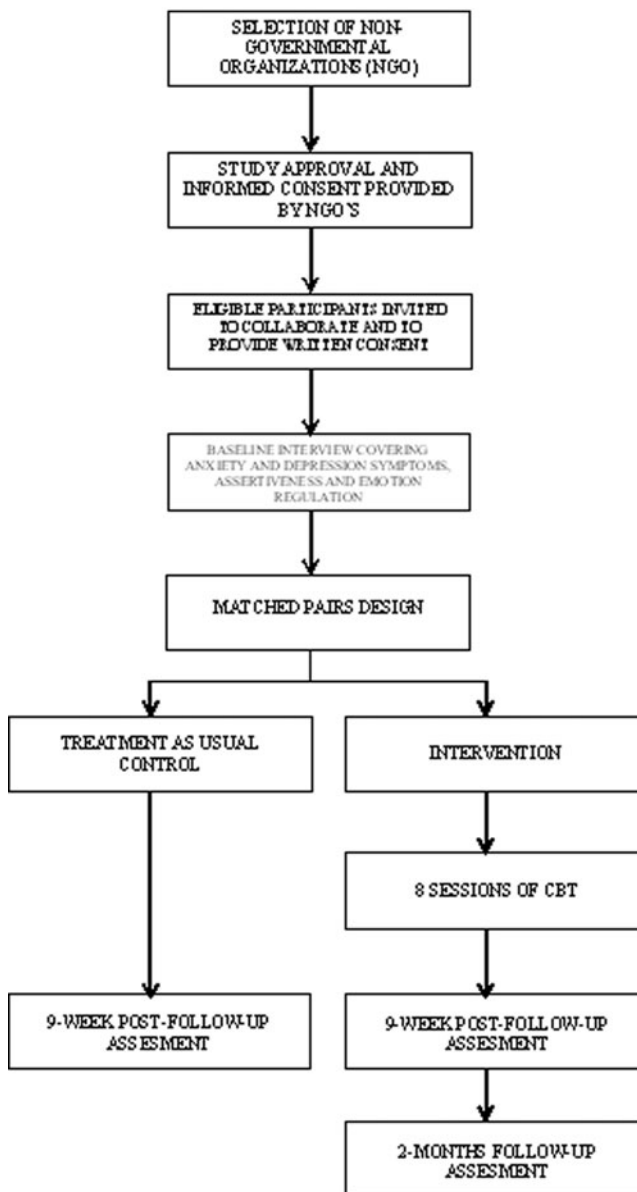 SELECTION OF NON-
GOVERNMENTAL
ORGANIZATIONS (NGO)
STUDY APPROVAL AND
INFORMED CONSENT PROVIDED
BY NGO'S
ELIGIBLE PARTICIPANTS INVITED
TO COLLABORATE AND TO
PROVIDE WRITTEN CONSENT
BASELINE INTERVIEW COVERING
ANXIETY AND DEPRESSION SYMPTOMS,
ASSERTIVENESS AND EMOTION
REGULATION
MATCHED PAIRS DESIGN
TREATMENT AS USUAL
CONTROL
INTERVENTION
8 SESSIONS OF CBT
9-WEEK POST-FOLLOW-UP
ASSESMENT
9-WEEK POST-FOLLOW-UP
ASSESMENT
2-MONTHS FOLLOW-UP
ASSESMENT